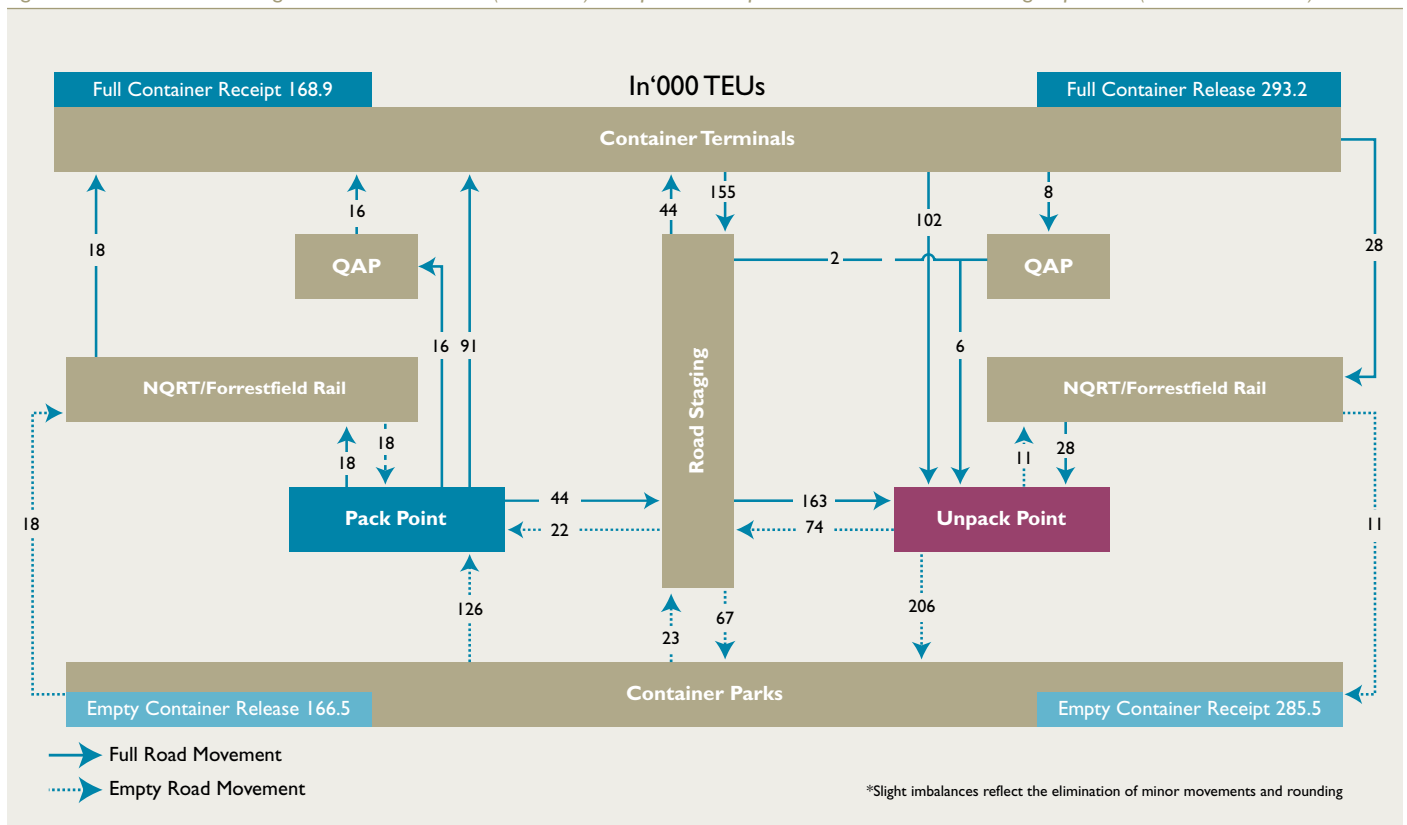 In‘000 TEUs
Full Container Receipt 168.9
Full Container Release 293.2
Container Terminals
155
8
16
44
102
18
28
QAP
2
QAP
16
91
6
Road Staging
NQRT/Forrestfield Rail
NQRT/Forrestfield Rail
18
18
11
28
44
163
Pack Point
Unpack Point
18
22
74
11
126
206
23
67
Container Parks
Empty Container Release 166.5
Empty Container Receipt 285.5
Full Road Movement
Empty Road Movement
*Slight imbalances reflect the elimination of minor movements and rounding